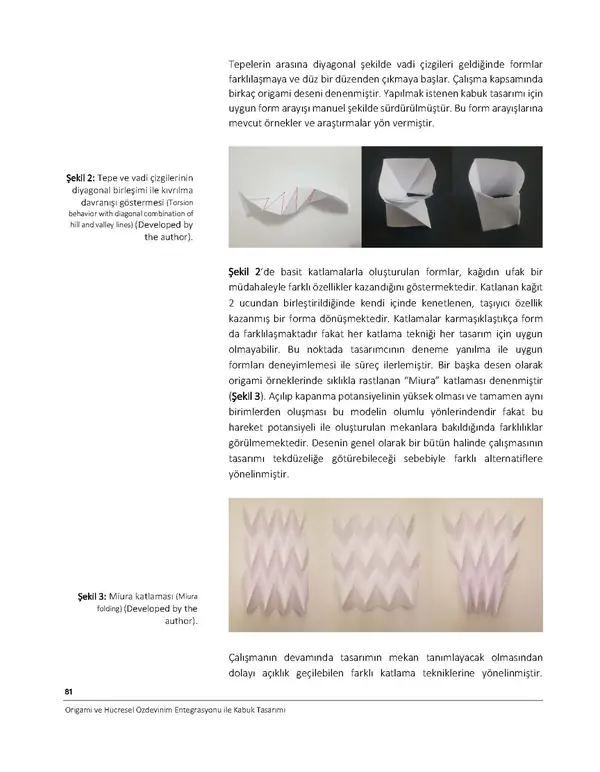 Tepelerin arasına diyagonal şekilde vadi çizgileri geldiğinde formlar
farklılaşmaya ve düz bir düzenden çıkmaya başlar. Çalışma kapsamında
birkaç origami deseni denenmiştir. Yapılmak istenen kabuk tasarımı için
uygun form arayışı manuel şekilde sürdürülmüştür. Bu form arayışlarına
mevcut örnekler ve araştırmalar yön vermiştir.
Şekil 2: Tepe ve vadi çizgilerinin
diyagonal birleşimi ile kıvrılma
davranışı göstermesi (Torsion
behavior with diagonal combination of
hill and valley lines) (Developed by
the author).
Şekil 2'de basit katlamalarla oluşturulan formlar, kağıdın ufak bir
müdahaleyle farklı özellikler kazandığını göstermektedir. Katlanan kağıt
2 ucundan birleştirildiğinde kendi içinde kenetlenen, taşıyıcı özellik
kazanmış bir forma dönüşmektedir. Katlamalar karmaşıklaştıkça form
da farklılaşmaktadır fakat her katlama tekniği her tasarım için uygun
olmayabilir. Bu noktada tasarımcının deneme yanılma ile uygun
formları deneyimlemesi ile süreç ilerlemiştir. Bir başka desen olarak
origami örneklerinde sıklıkla rastlanan “Miura” katlaması denenmiştir
(Şekil 3). Açılıp kapanma potansiyelinin yüksek olması ve tamamen aynı
birimlerden oluşması bu modelin olumlu yönlerindendir fakat bu
hareket potansiyeli ile oluşturulan mekanlara bakıldığında farklılıklar
görülmemektedir. Desenin genel olarak bir bütün halinde çalışmasının
tasarımı tekdüzeliğe götürebileceği sebebiyle farklı alternatiflere
yönelinmiştir.
Şekil 3: Miura katlaması (Miura
folding) (Developed by the
author).
Çalışmanın devamında tasarımın mekan tanımlayacak olmasından
dolayı açıklık geçilebilen farklı katlama tekniklerine yönelinmiştir.
81
Origami ve Hücresel Özdevinim Entegrasyonu ile Kabuk Tasarımı